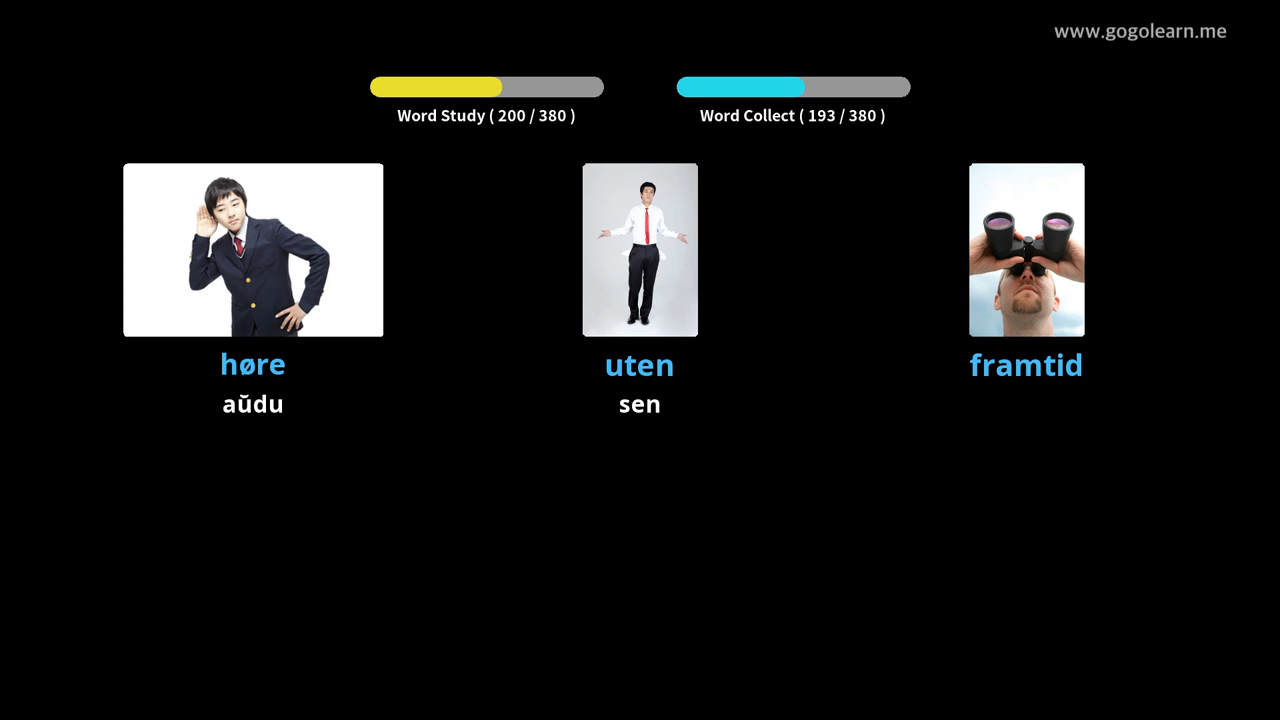 www.gogolearn.me
Word Study ( 200 / 380 )
Word Collect ( 193 / 380 )
høre
uten
framtid
aŭdu
sen